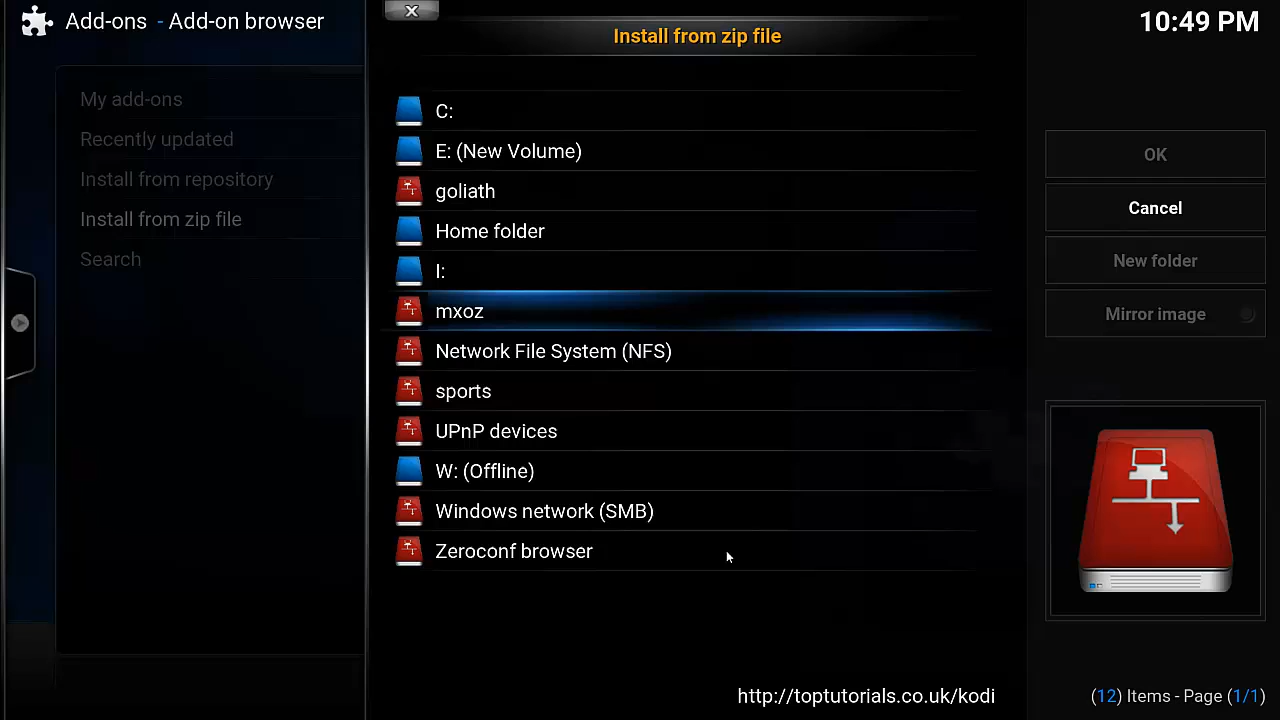 Add-ons - Add-on browser
My add-ons
Recently updated
Install from repository
Install from zip file
Search
Install from zip file
C:
E: (New Volume)
goliath
Home folder
I:
mxoz
Network File System (NFS)
sports
UPnP devices
W: (Offline)
Windows network (SMB)
Zeroconf browser
http://toptutorials.co.uk/kodi
10:49 PM
OK
Cancel
New folder
Mirror image
(12) Items - Page (1/1)